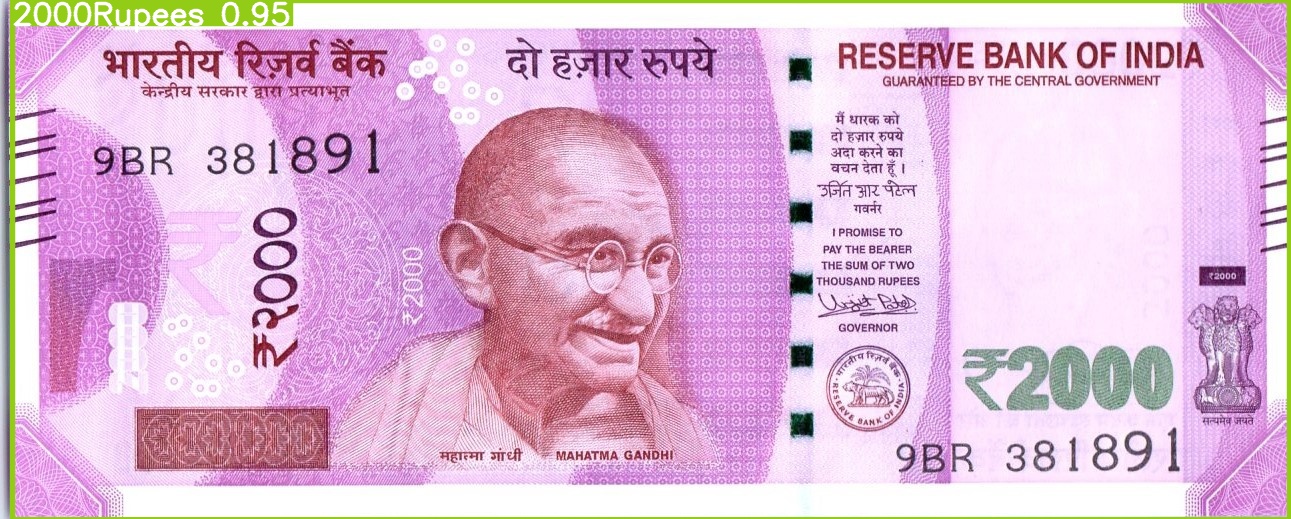 2000Rupees 0.95
भारतीय रिज़र्व बैंक
केन्द्रीय सरकार द्वारा प्रत्याभूत
दो हज़ार रुपये
RESERVE BANK OF INDIA
GUARANTEED BY THE CENTRAL GOVERNMENT
9BR 381891
₹२०००
₹2000
मैं धारक को
दो हज़ार रुपये
अदा करने का
वचन देता हूँ ।
उर्जित आर पटेल
गवर्नर
I PROMISE TO
PAY THE BEARER
THE SUM OF TWO
THOUSAND RUPEES
Urjit Patel
GOVERNOR
भारतीय रिज़र्व बैंक
RESERVE BANK OF INDIA
₹2000
₹2000
सत्यमेव जयते
महात्मा गांधी MAHATMA GANDHI
9BR 381891